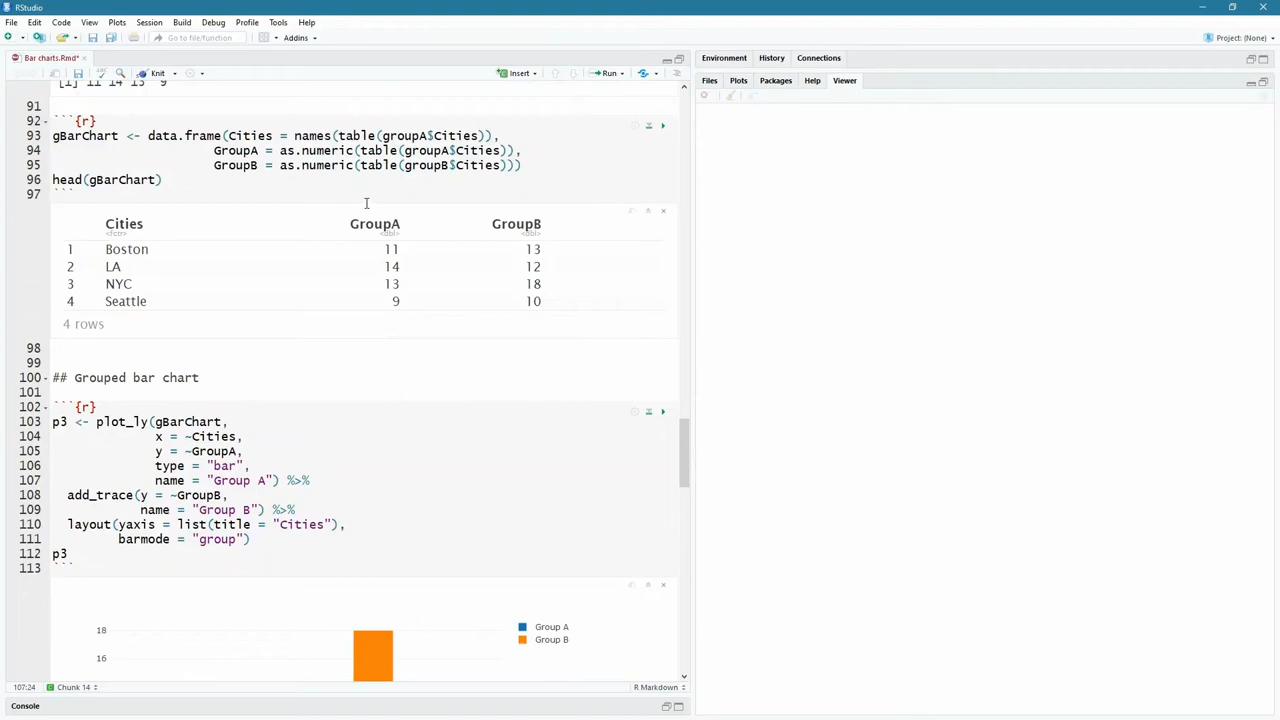 RStudio
File Edit Code View Plots Session Build Debug Profile Tools Help
Go to file/function Addins Project: (None)
Bar charts.Rmd* Environment History Connections
Knit Insert Run Files Plots Packages Help Viewer
91
92 ```{r}
93 gBarChart <- data.frame(Cities = names(table(groupA$Cities)),
94 GroupA = as.numeric(table(groupA$Cities)),
95 GroupB = as.numeric(table(groupB$Cities)))
96 head(gBarChart)
97 ```
Cities GroupA GroupB
<fctr> <dbl> <dbl>
1 Boston 11 13
2 LA 14 12
3 NYC 13 18
4 Seattle 9 10
4 rows
98
99
100 ## Grouped bar chart
101
102 ```{r}
103 p3 <- plot_ly(gBarChart,
104 x = ~Cities,
105 y = ~GroupA,
106 type = "bar",
107 name = "Group A") %>%
108 add_trace(y = ~GroupB,
109 name = "Group B") %>%
110 layout(yaxis = list(title = "Cities"),
111 barmode = "group")
112 p3
113 ```
18
16
Group A
Group B
107:24 Chunk 14 R Markdown
Console